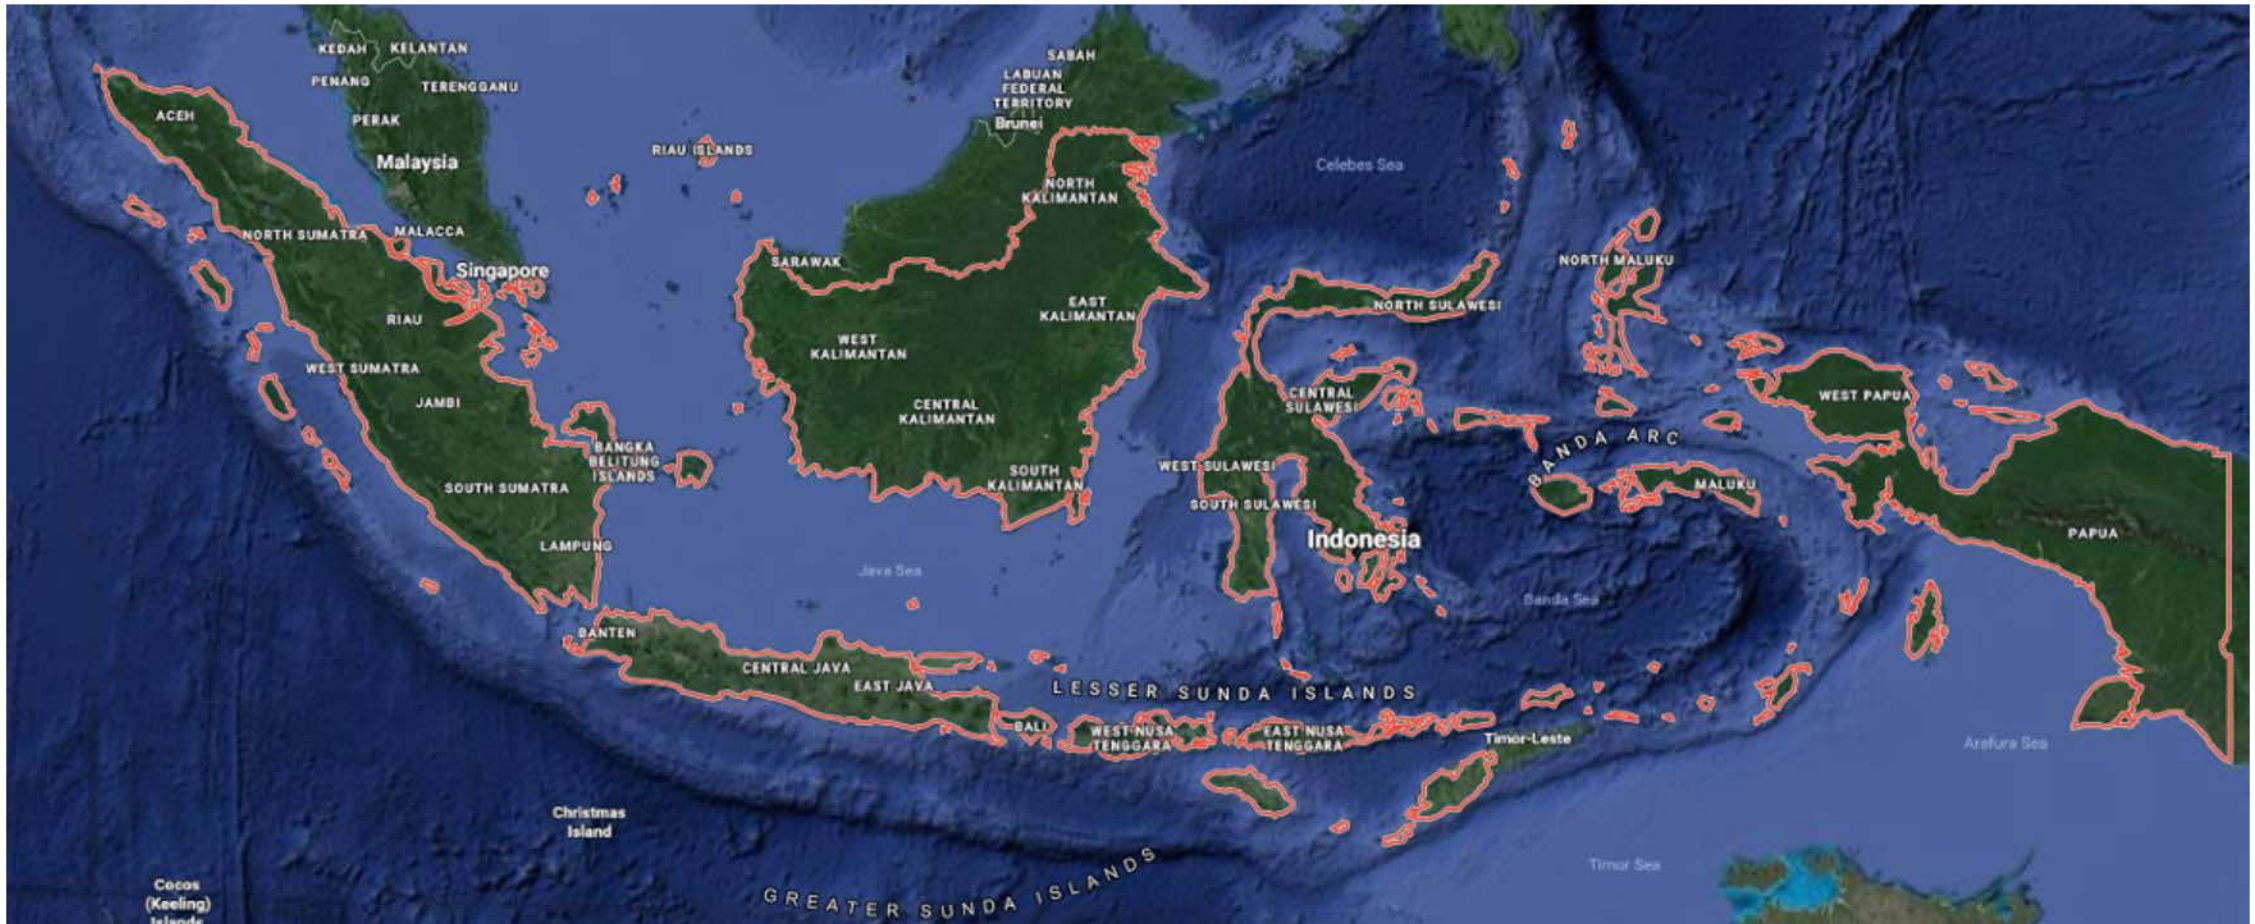 KEDAH
KELANTAN
SABAH
PENANG
TERENGGANU
LABUAN
FEDERAL
TERRITORY
ACEH
PERAK
Brunei
Malaysia
RIAU ISLANDS
Celebes Sea
NORTH
KALIMANTAN
NORTH SUMATRA
MALACCA
SARAWAK
NORTH MALUKU
Singapore
EAST
KALIMANTAN
NORTH SULAWESI
RIAU
WEST
KALIMANTAN
WEST SUMATRA
JAMBI
CENTRAL
KALIMANTAN
CENTRAL
SULAWESI
WEST PAPUA
BANDA ARC
BANGKA
BELITUNG
ISLANDS
SOUTH SUMATRA
SOUTH
KALIMANTAN
WEST SULAWESI
SOUTH SULAWESI
MALUKU
LAMPUNG
Indonesia
PAPUA
Java Sea
Banda Sea
BANTEN
CENTRAL JAVA
EAST JAVA
LESSER SUNDA ISLANDS
BALI
WEST NUSA
TENGGARA
EAST NUSA
TENGGARA
Timor-Leste
Arafura Sea
Christmas
Island
GREATER SUNDA ISLANDS
Timor Sea
Cocos
(Keeling)
Islands